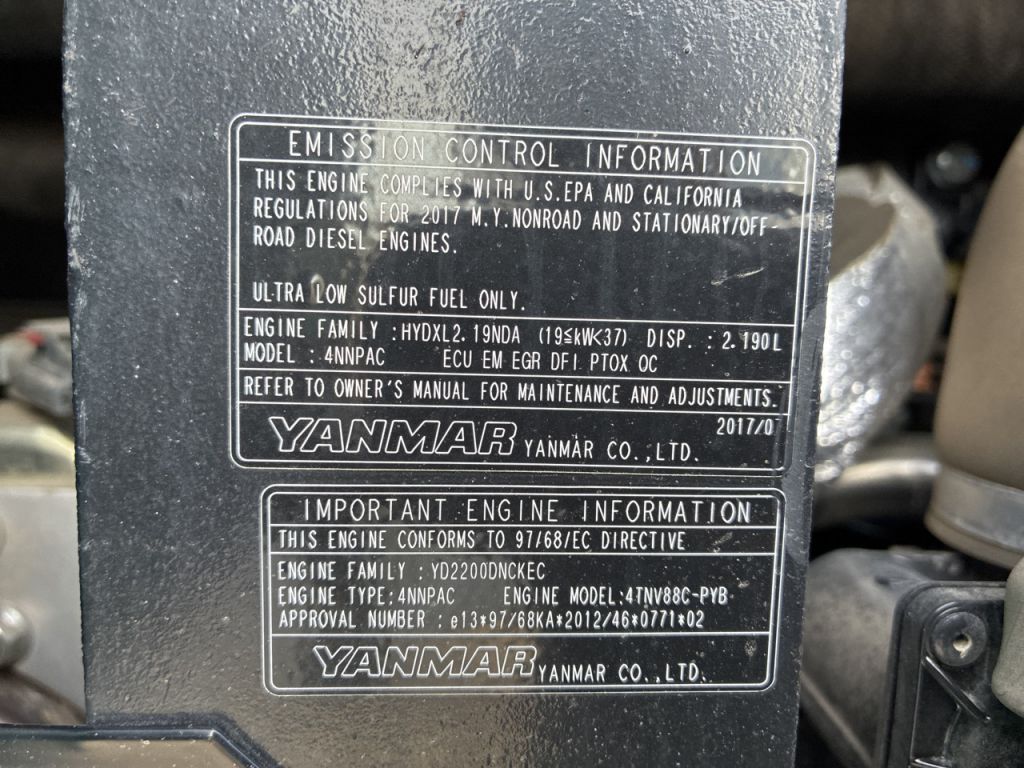 EMISSION CONTROL INFORMATION
THIS ENGINE COMPLIES WITH U.S.EPA AND CALIFORNIA
REGULATIONS FOR 2017 M.Y.NONROAD AND STATIONARY/OFF-
ROAD DIESEL ENGINES.
ULTRA LOW SULFUR FUEL ONLY.
ENGINE FAMILY :HYDXL2.19NDA (19≦kW<37) DISP. : 2.190L
MODEL : 4NNPAC ECU EM EGR DFI PTOX OC
REFER TO OWNER'S MANUAL FOR MAINTENANCE AND ADJUSTMENTS.
2017/0
YANMAR YANMAR CO.,LTD.
IMPORTANT ENGINE INFORMATION
THIS ENGINE CONFORMS TO 97/68/EC DIRECTIVE
ENGINE FAMILY : YD2200DNCKEC
ENGINE TYPE:4NNPAC ENGINE MODEL:4TNV88C-PYB
APPROVAL NUMBER : e13*97/68KA*2012/46*0771*02
YANMAR YANMAR CO.,LTD.